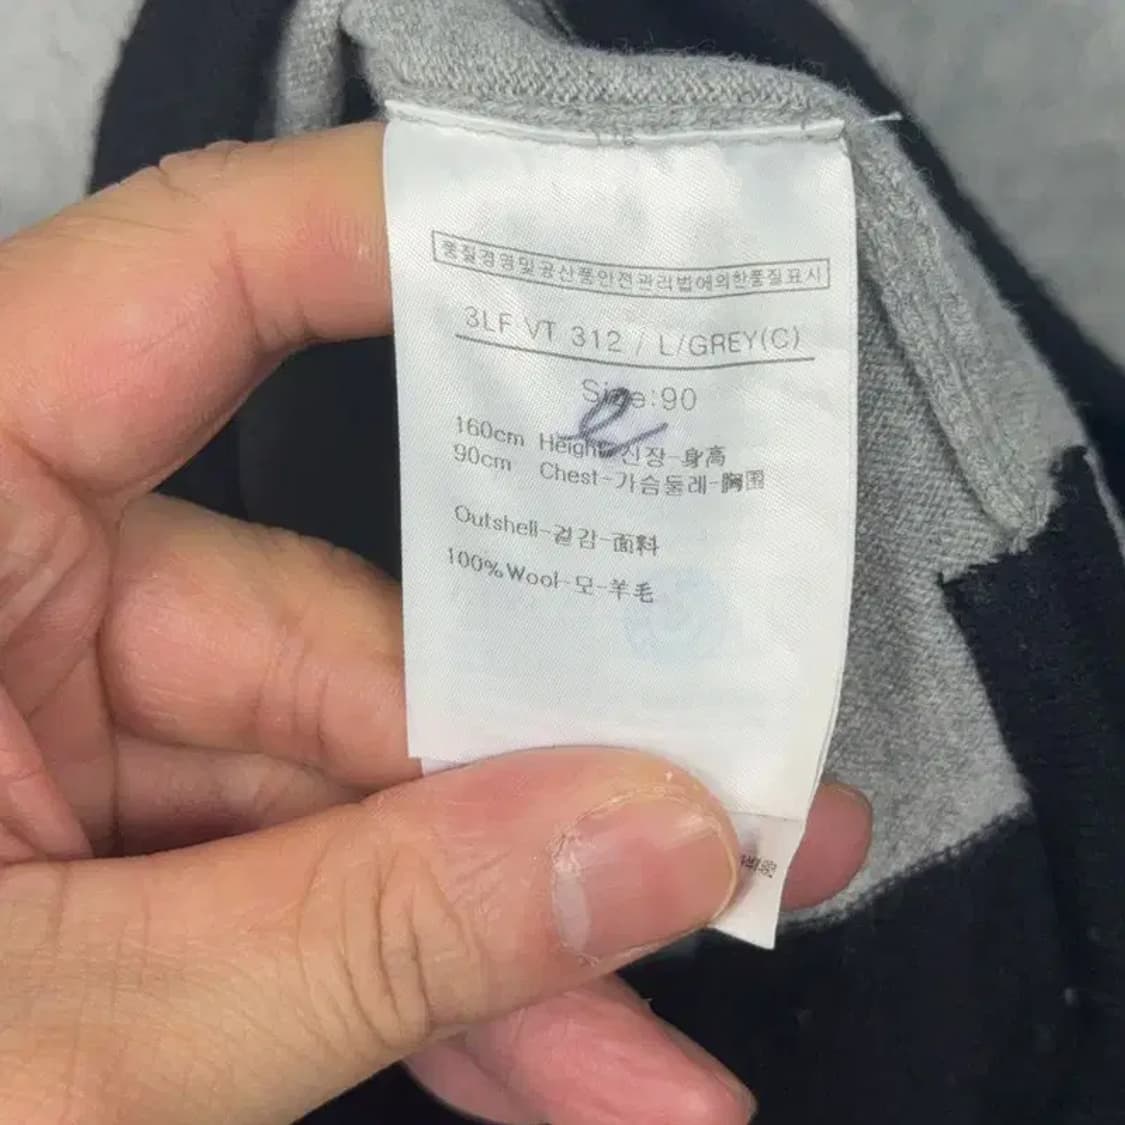 품질경영및공산품안전관리법에의한품질표시
3LF VT 312 / L/GREY(C)
Size:90
160cm Height-신장-身高
90cm Chest-가슴둘레-胸围
Outshell-겉감-面料
100%Wool-모-羊毛